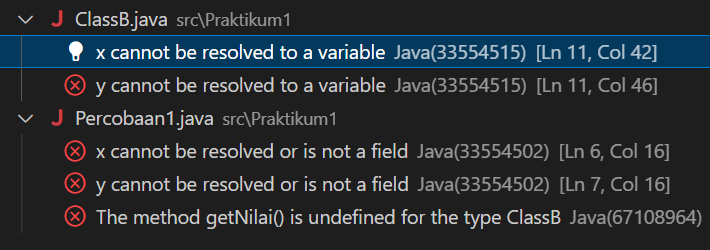 J ClassB.java src\Praktikum1
x cannot be resolved to a variable Java(33554515) [Ln 11, Col 42]
y cannot be resolved to a variable Java(33554515) [Ln 11, Col 46]
J Percobaan1.java src\Praktikum1
x cannot be resolved or is not a field Java(33554502) [Ln 6, Col 16]
y cannot be resolved or is not a field Java(33554502) [Ln 7, Col 16]
The method getNilai() is undefined for the type ClassB Java(67108964)